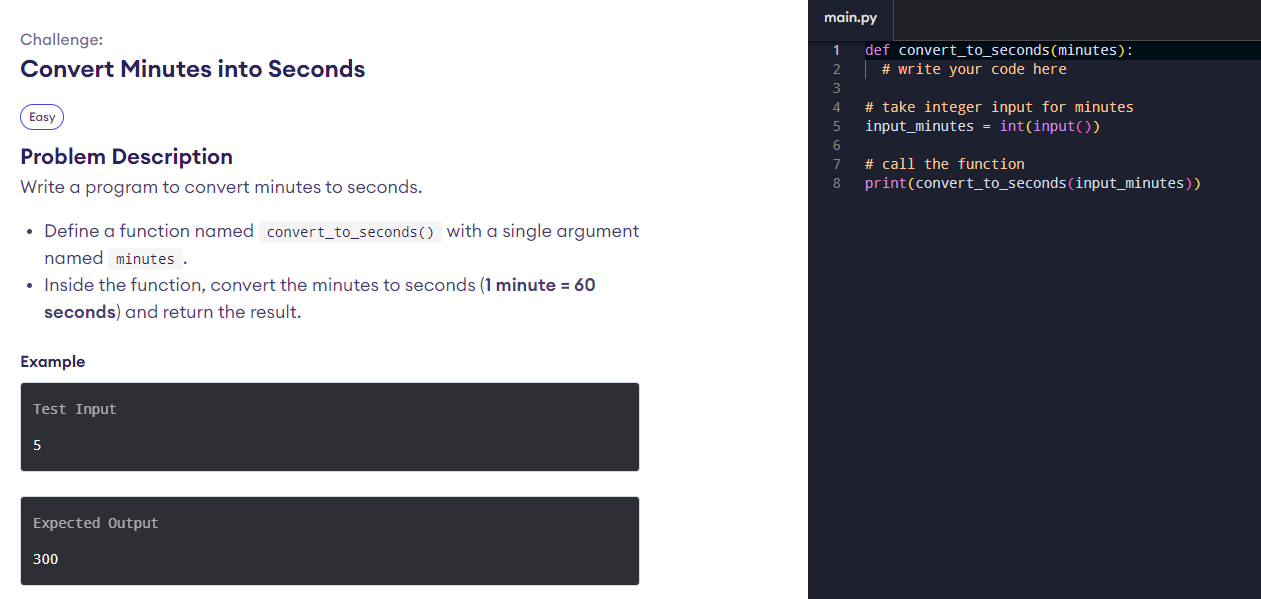 Challenge:
Convert Minutes into Seconds
Easy
Problem Description
Write a program to convert minutes to seconds.
• Define a function named convert_to_seconds() with a single argument
named minutes .
• Inside the function, convert the minutes to seconds (1 minute = 60
seconds) and return the result.
Example
Test Input
5
Expected Output
300
main.py
1 def convert_to_seconds(minutes):
2   # write your code here
3
4 # take integer input for minutes
5 input_minutes = int(input())
6
7 # call the function
8 print(convert_to_seconds(input_minutes))